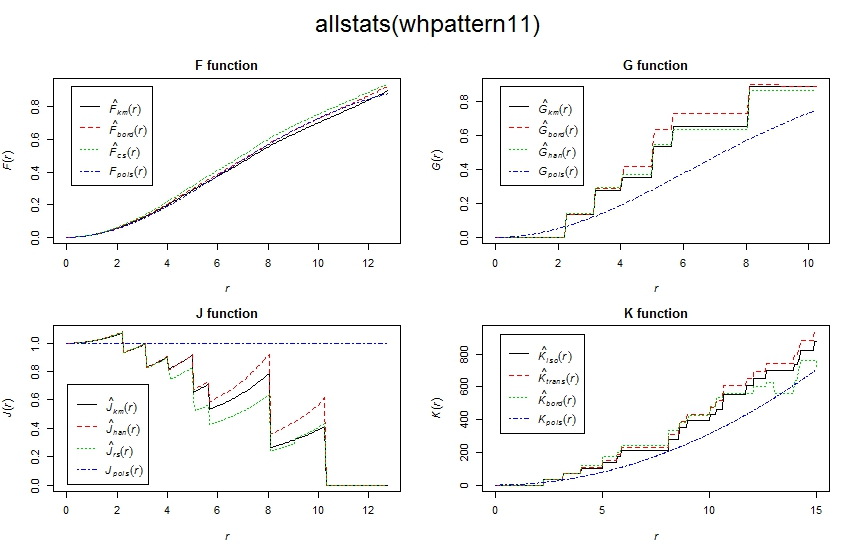 allstats(whpattern11)
F function
F(r)
0.0 0.2 0.4 0.6 0.8
F̂km(r)
F̂bord(r)
F̂cs(r)
Fpois(r)
0 2 4 6 8 10 12
r
G function
G(r)
0.0 0.2 0.4 0.6 0.8
Ĝkm(r)
Ĝbord(r)
Ĝhan(r)
Gpois(r)
0 2 4 6 8 10
r
J function
J(r)
0.0 0.2 0.4 0.6 0.8 1.0
Ĵkm(r)
Ĵhan(r)
Ĵrs(r)
Jpois(r)
0 2 4 6 8 10 12
r
K function
K(r)
0 200 400 600 800
K̂iso(r)
K̂trans(r)
K̂bord(r)
Kpois(r)
0 5 10 15
r